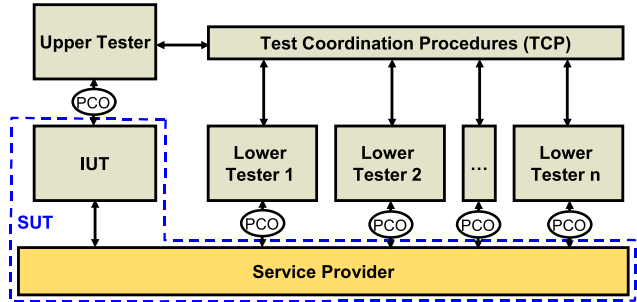 Upper Tester
Test Coordination Procedures (TCP)
PCO
IUT
Lower
Tester 1
Lower
Tester 2
...
Lower
Tester n
SUT
PCO
PCO
PCO
PCO
Service Provider